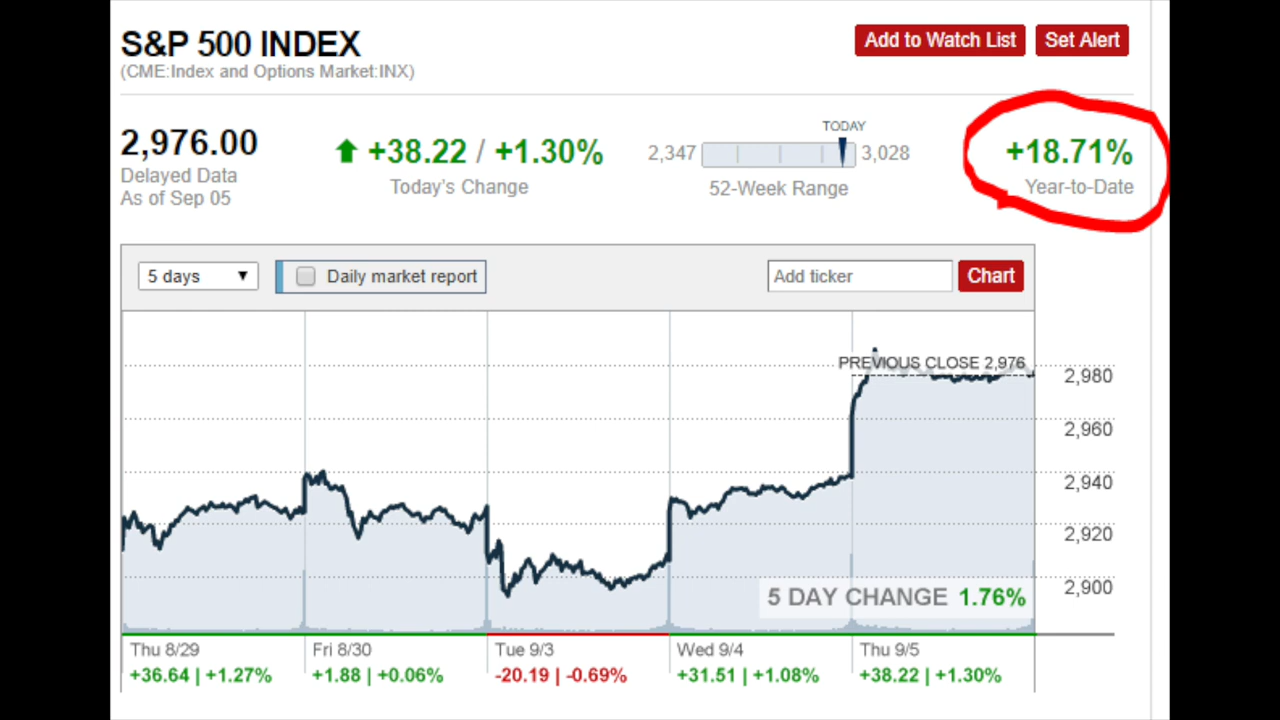 S&P 500 INDEX
Add to Watch List
Set Alert
(CME:Index and Options Market:INX)
2,976.00
Delayed Data
As of Sep 05
+38.22 / +1.30%
Today's Change
TODAY
2,347
3,028
52-Week Range
+18.71%
Year-to-Date
5 days
Daily market report
Add ticker
Chart
PREVIOUS CLOSE 2,976
2,980
2,960
2,940
2,920
2,900
5 DAY CHANGE 1.76%
Thu 8/29
+36.64 | +1.27%
Fri 8/30
+1.88 | +0.06%
Tue 9/3
-20.19 | -0.69%
Wed 9/4
+31.51 | +1.08%
Thu 9/5
+38.22 | +1.30%